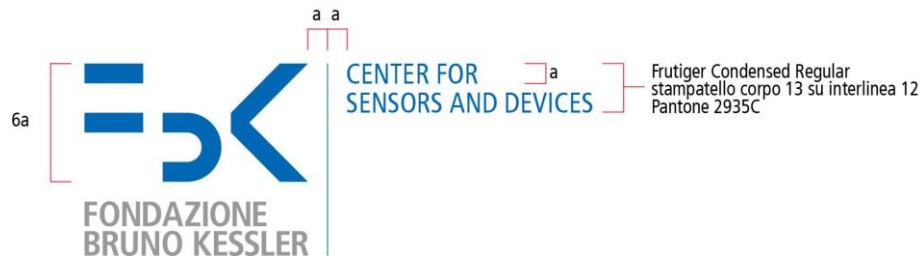 a a
CENTER FOR
SENSORS AND DEVICES
a
Frutiger Condensed Regular
stampatello corpo 13 su interlinea 12
Pantone 2935C
6a
FBK
FONDAZIONE
BRUNO KESSLER